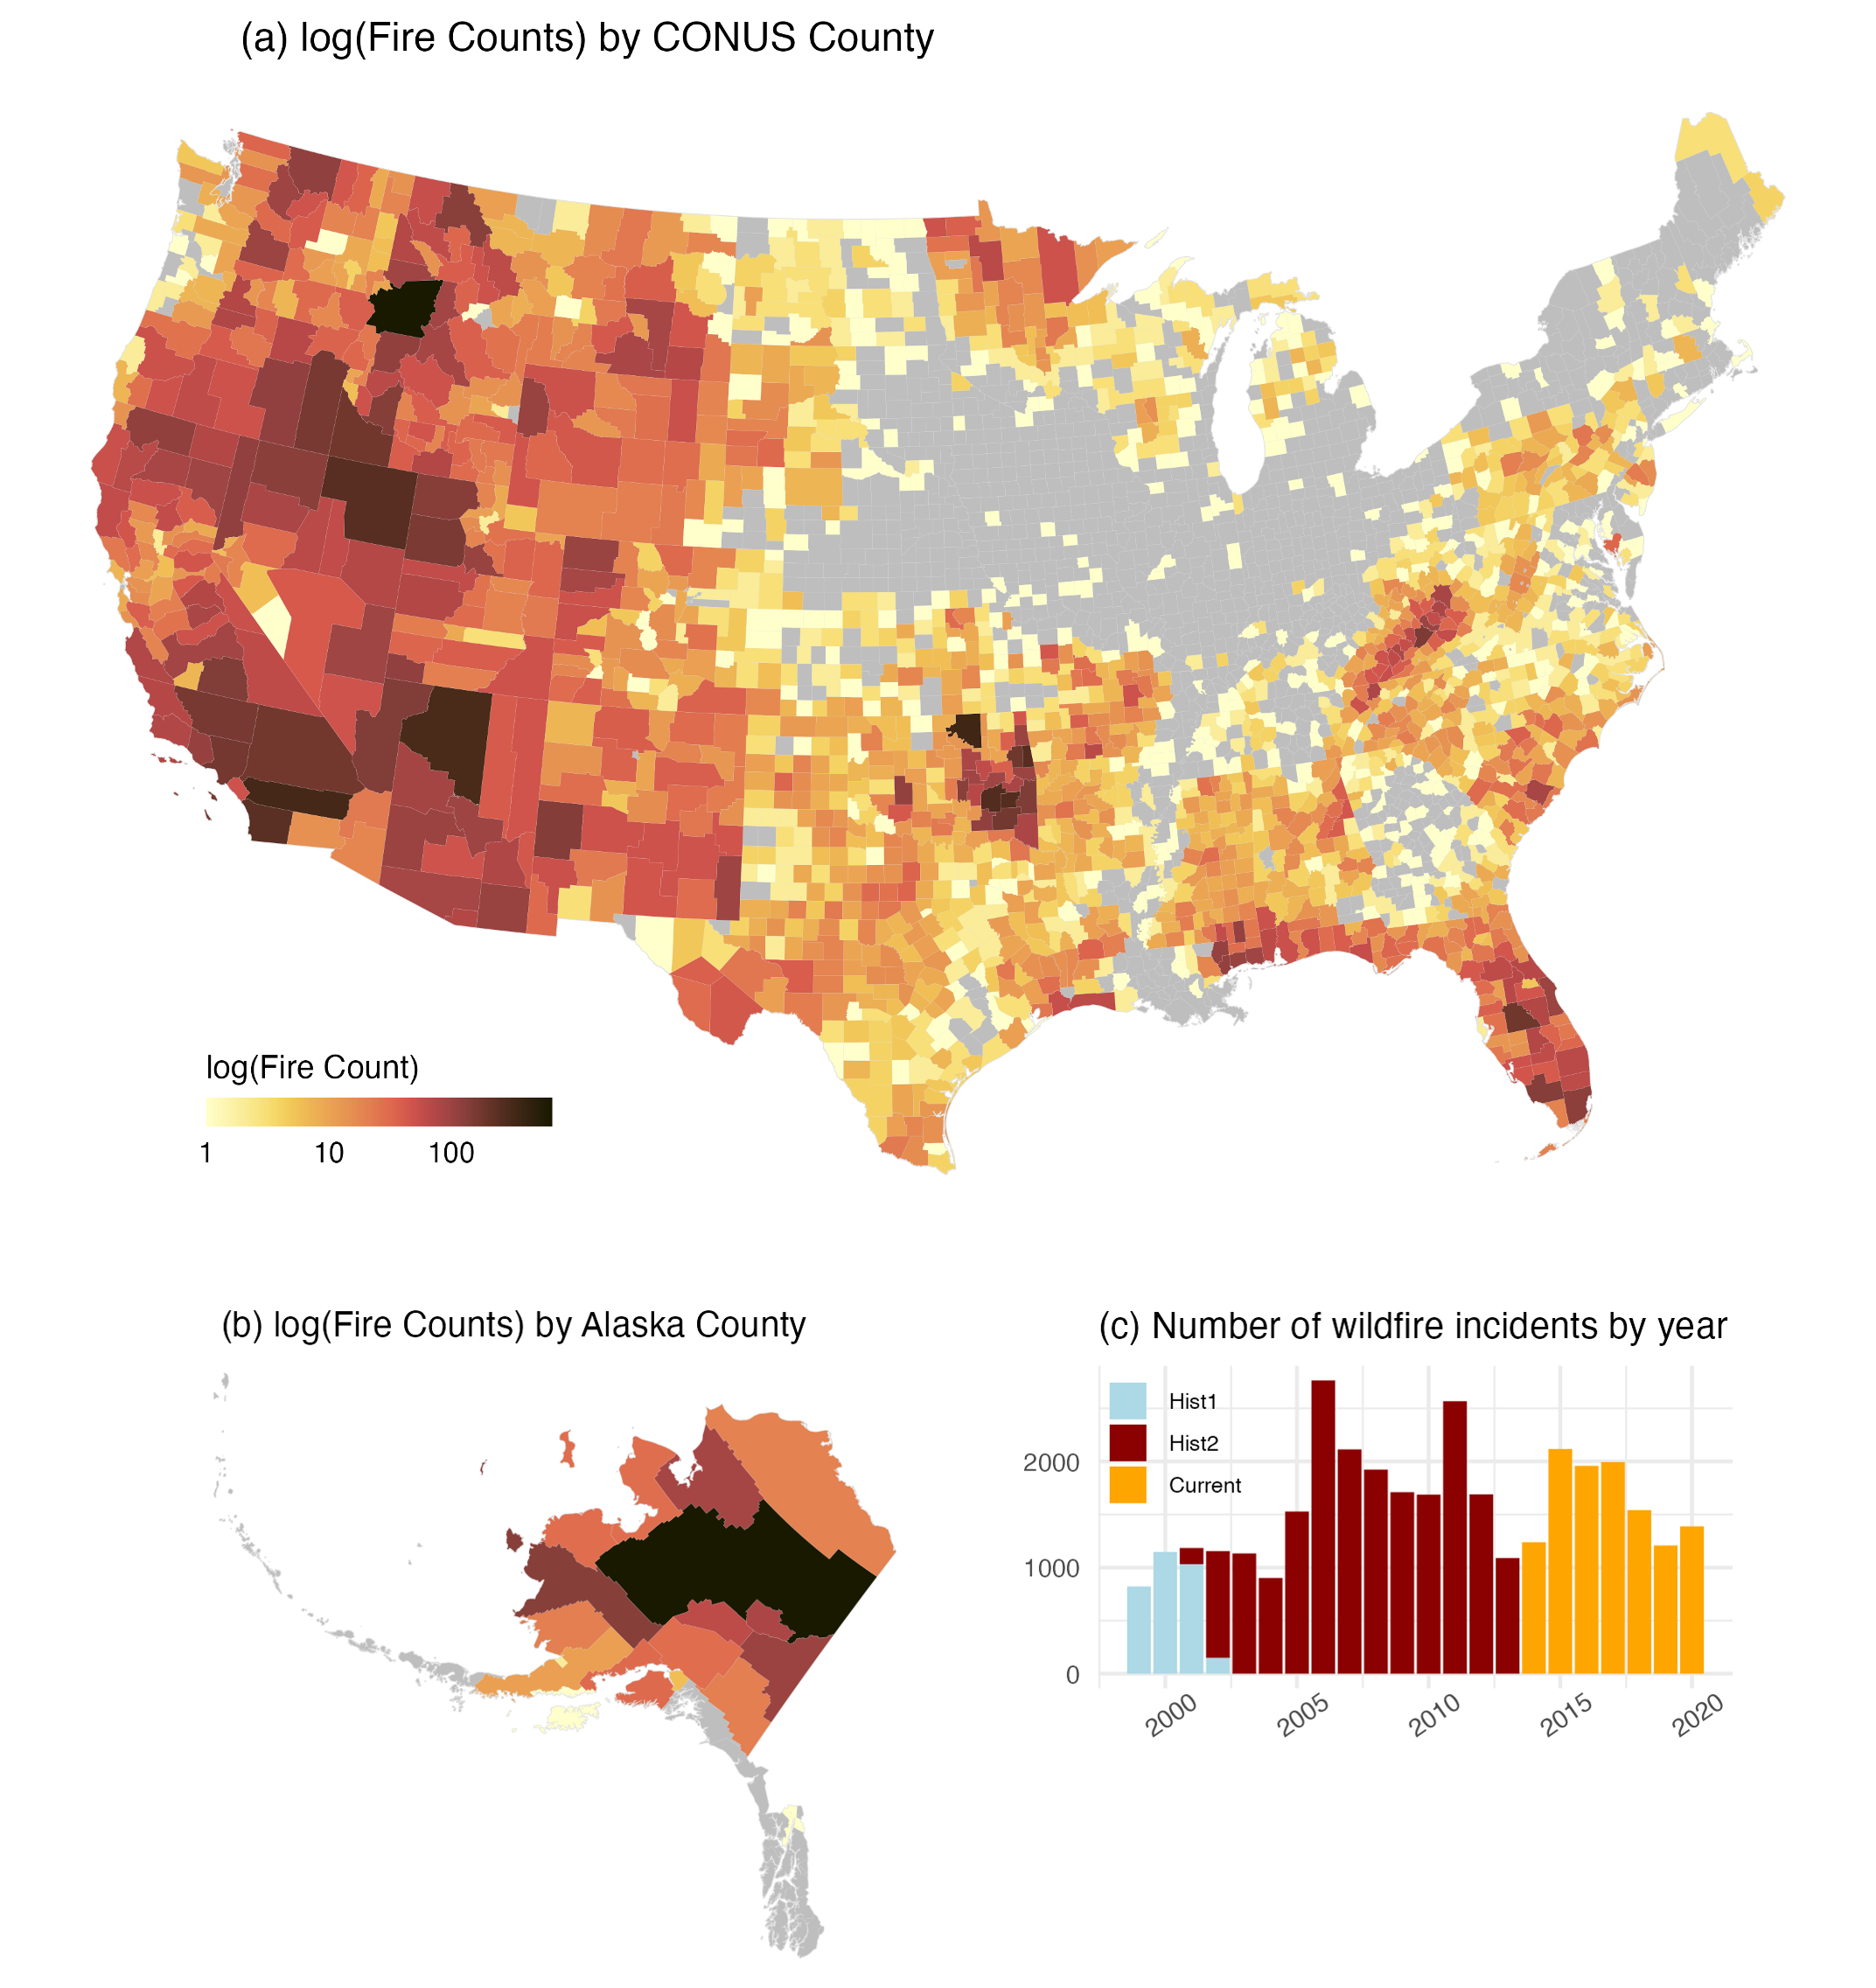 (a) log(Fire Counts) by CONUS County
log(Fire Count)
1 10 100
(b) log(Fire Counts) by Alaska County
(c) Number of wildfire incidents by year
Hist1
Hist2
Current
2000
1000
0
2000 2005 2010 2015 2020